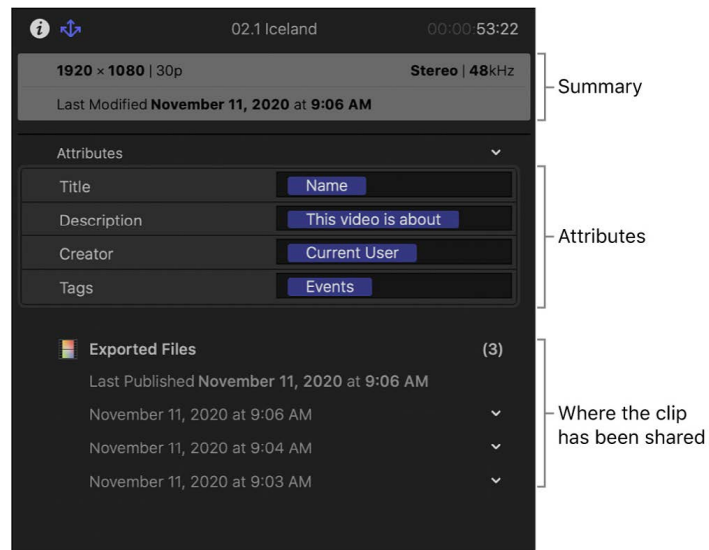 02.1 Iceland 00:00:53:22
1920 × 1080 | 30p Stereo | 48kHz
Last Modified November 11, 2020 at 9:06 AM
Summary
Attributes
Title Name
Description This video is about
Creator Current User
Tags Events
Attributes
Exported Files (3)
Last Published November 11, 2020 at 9:06 AM
November 11, 2020 at 9:06 AM
November 11, 2020 at 9:04 AM
November 11, 2020 at 9:03 AM
Where the clip
has been shared